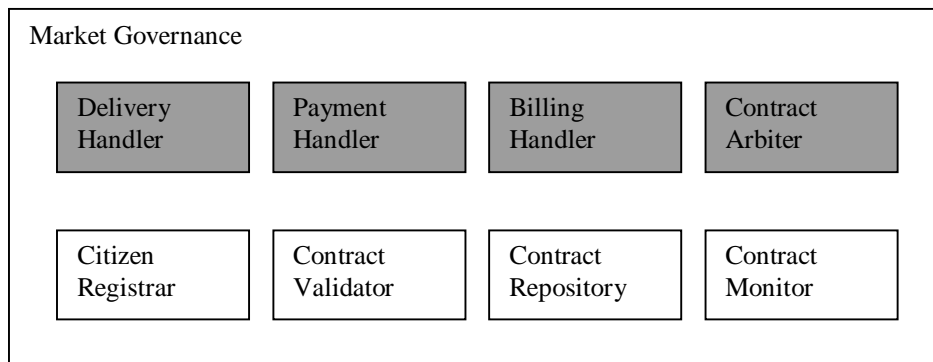 Market Governance
Delivery
Handler
Payment
Handler
Billing
Handler
Contract
Arbiter
Citizen
Registrar
Contract
Validator
Contract
Repository
Contract
Monitor